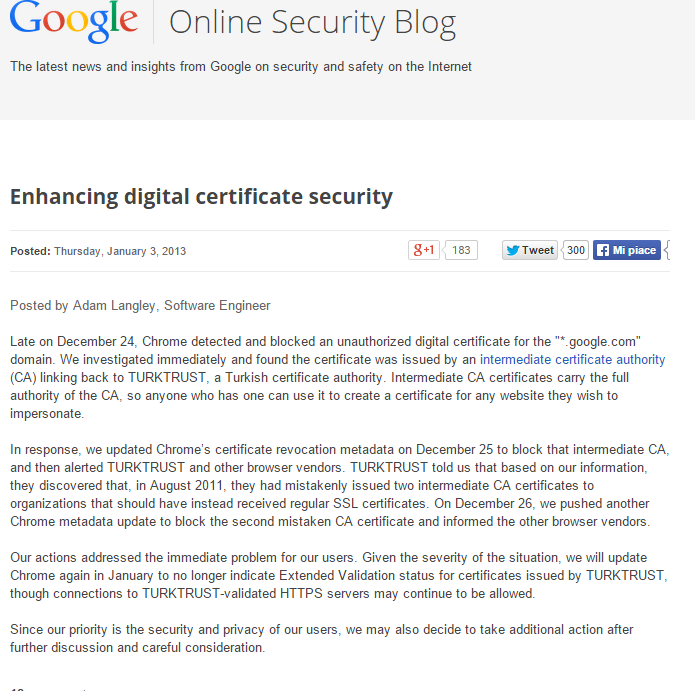 Google Online Security Blog
The latest news and insights from Google on security and safety on the Internet
Enhancing digital certificate security
Posted: Thursday, January 3, 2013 g+1 183 Tweet 300 Mi piace
Posted by Adam Langley, Software Engineer
Late on December 24, Chrome detected and blocked an unauthorized digital certificate for the "*.google.com"
domain. We investigated immediately and found the certificate was issued by an intermediate certificate authority
(CA) linking back to TURKTRUST, a Turkish certificate authority. Intermediate CA certificates carry the full
authority of the CA, so anyone who has one can use it to create a certificate for any website they wish to
impersonate.
In response, we updated Chrome’s certificate revocation metadata on December 25 to block that intermediate CA,
and then alerted TURKTRUST and other browser vendors. TURKTRUST told us that based on our information,
they discovered that, in August 2011, they had mistakenly issued two intermediate CA certificates to
organizations that should have instead received regular SSL certificates. On December 26, we pushed another
Chrome metadata update to block the second mistaken CA certificate and informed the other browser vendors.
Our actions addressed the immediate problem for our users. Given the severity of the situation, we will update
Chrome again in January to no longer indicate Extended Validation status for certificates issued by TURKTRUST,
though connections to TURKTRUST-validated HTTPS servers may continue to be allowed.
Since our priority is the security and privacy of our users, we may also decide to take additional action after
further discussion and careful consideration.